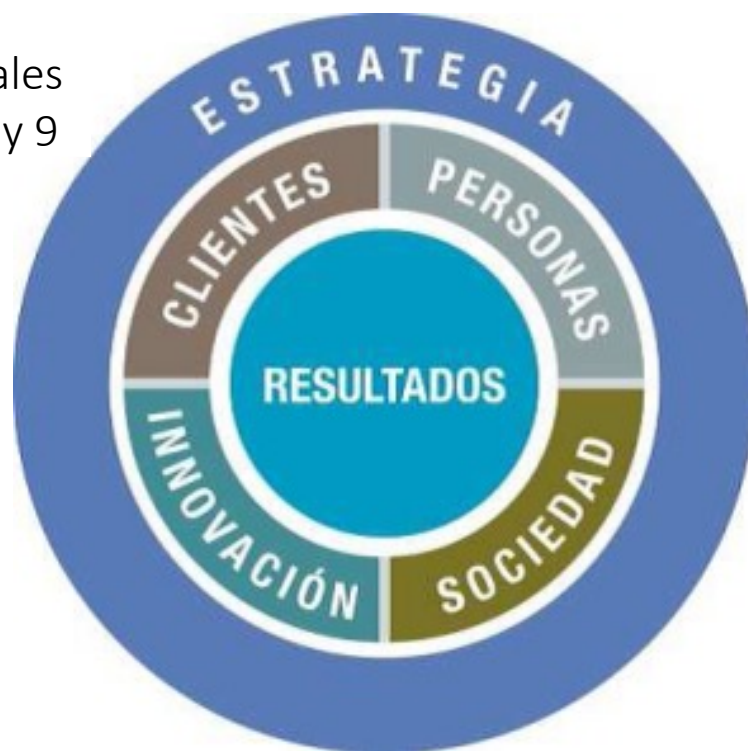 ales
y 9
ESTRATEGIA
CLIENTES
PERSONAS
RESULTADOS
INNOVACIÓN
SOCIEDAD